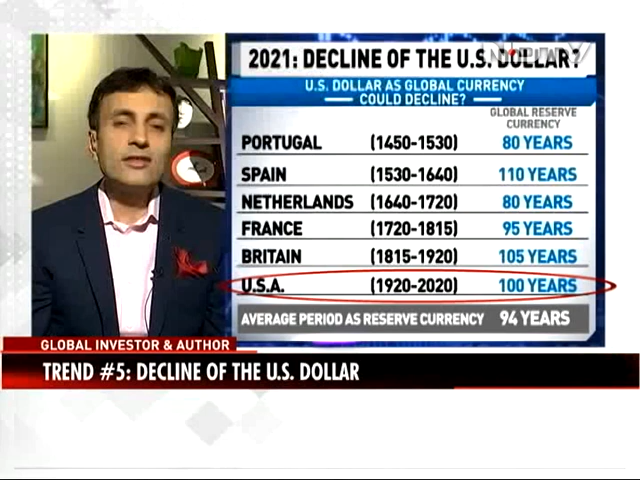 2021: DECLINE OF THE U.S. DOLLAR?
U.S. DOLLAR AS GLOBAL CURRENCY
COULD DECLINE?
GLOBAL RESERVE
CURRENCY
PORTUGAL (1450-1530) 80 YEARS
SPAIN (1530-1640) 110 YEARS
NETHERLANDS (1640-1720) 80 YEARS
FRANCE (1720-1815) 95 YEARS
BRITAIN (1815-1920) 105 YEARS
U.S.A. (1920-2020) 100 YEARS
AVERAGE PERIOD AS RESERVE CURRENCY 94 YEARS
GLOBAL INVESTOR & AUTHOR
TREND #5: DECLINE OF THE U.S. DOLLAR